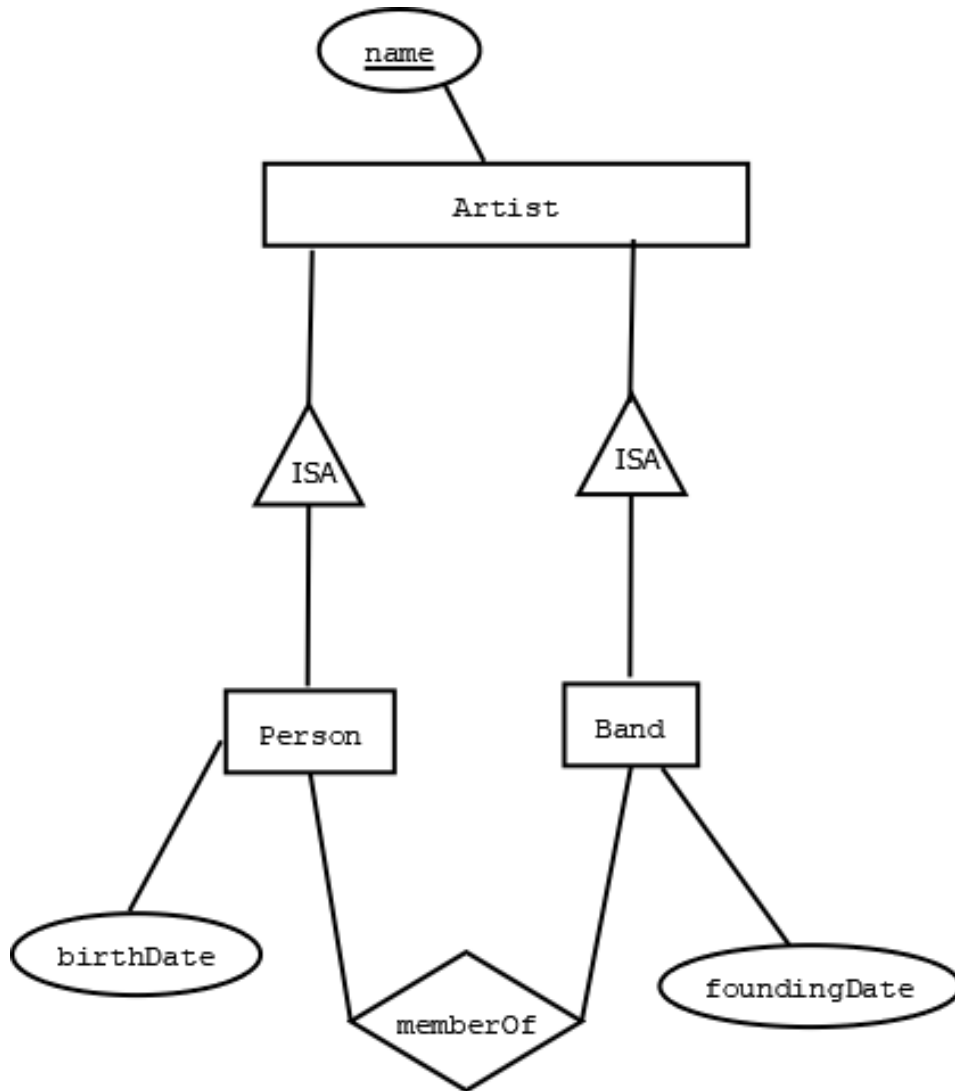 name
Artist
ISA
ISA
Person
Band
birthDate
foundingDate
memberOf